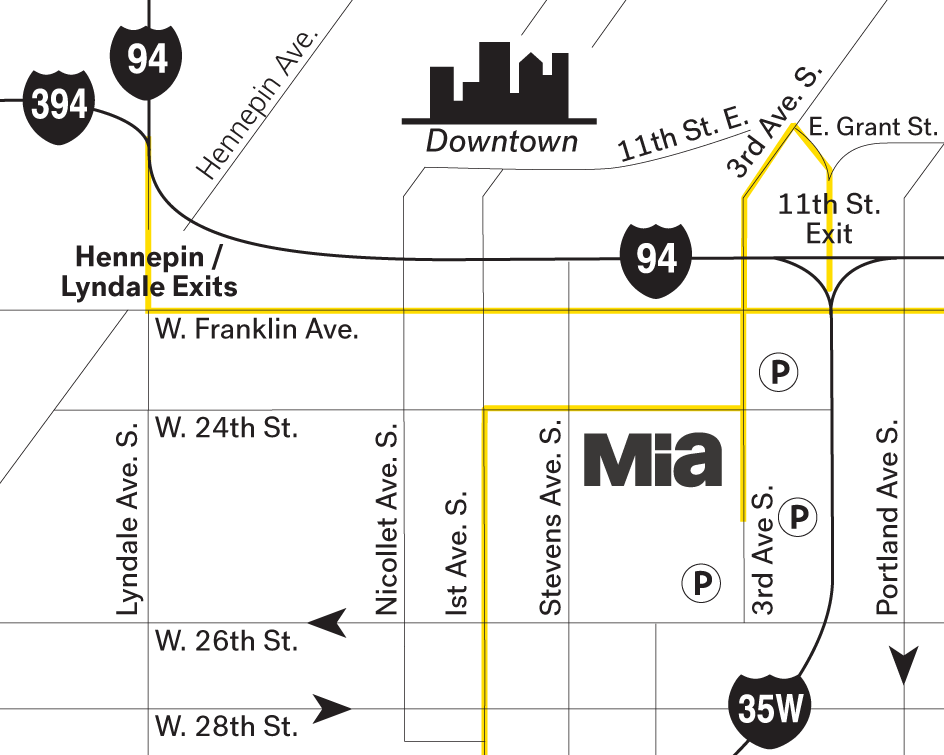 94
394
Hennepin Ave.
Downtown
11th St. E.
3rd Ave. S.
E. Grant St.
11th St.
Exit
Hennepin /
Lyndale Exits
94
W. Franklin Ave.
P
W. 24th St.
Mia
Lyndale Ave. S.
Nicollet Ave. S.
Ist Ave. S.
Stevens Ave. S.
3rd Ave S.
P
Portland Ave S.
P
W. 26th St.
35W
W. 28th St.